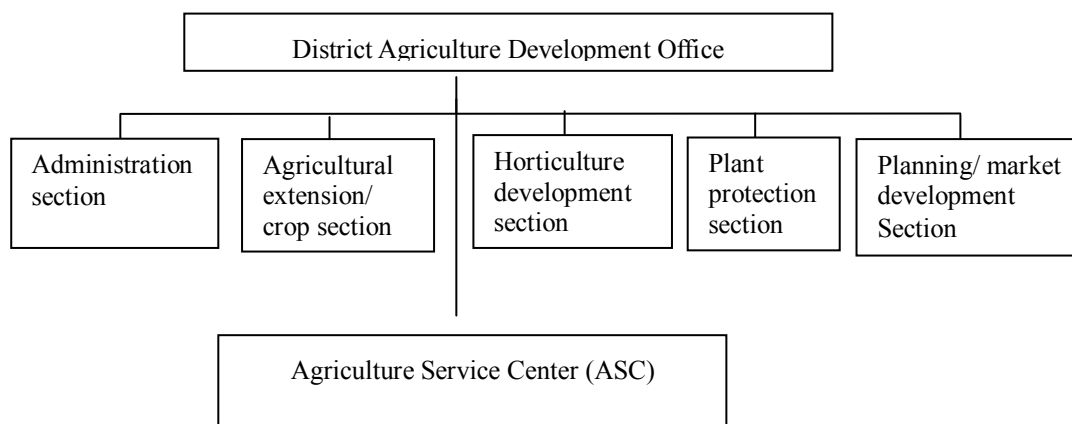 District Agriculture Development Office
Administration
section
Agricultural
extension/
crop section
Horticulture
development
section
Plant
protection
section
Planning/ market
development
Section
Agriculture Service Center (ASC)